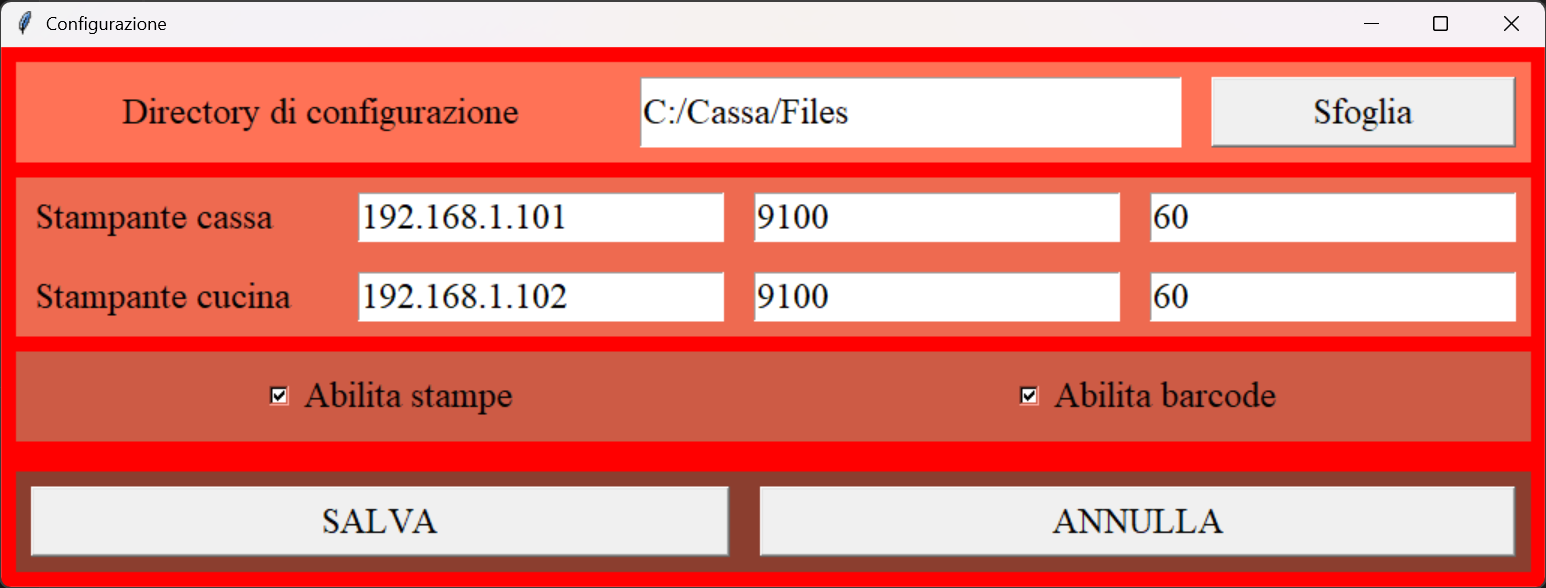 Configurazione
Directory di configurazione C:/Cassa/Files Sfoglia
Stampante cassa 192.168.1.101 9100 60
Stampante cucina 192.168.1.102 9100 60
Abilita stampe Abilita barcode
SALVA ANNULLA